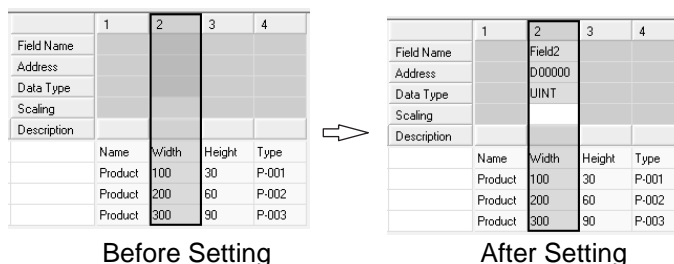 1 2 3 4
Field Name
Address
Data Type
Scaling
Description
Name Width Height Type
Product 100 30 P-001
Product 200 60 P-002
Product 300 90 P-003
Before Setting
1 2 3 4
Field Name Field2
Address D00000
Data Type UINT
Scaling
Description
Name Width Height Type
Product 100 30 P-001
Product 200 60 P-002
Product 300 90 P-003
After Setting